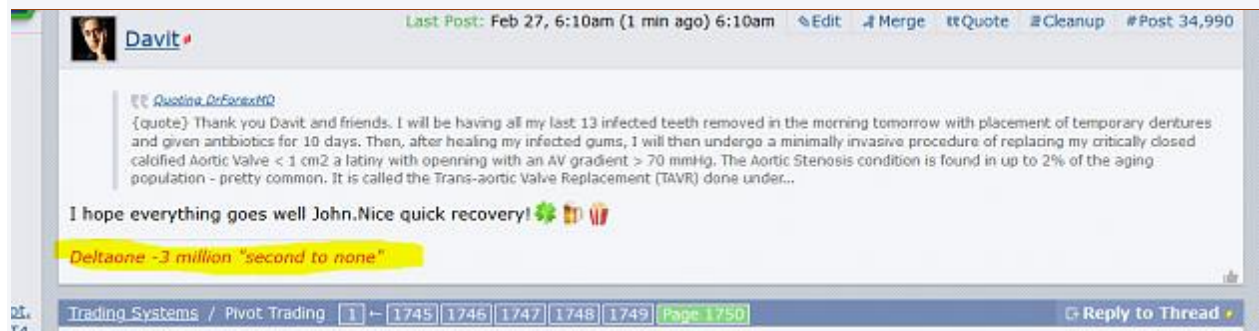 Last Post: Feb 27, 6:10am (1 min ago) 6:10am Edit Merge Quote Cleanup #Post 34,990
Davit
Quoting DrForexMD
{quote} Thank you Davit and friends. I will be having all my last 13 infected teeth removed in the morning tomorrow with placement of temporary dentures
and given antibiotics for 10 days. Then, after healing my infected gums, I will then undergo a minimally invasive procedure of replacing my critically closed
calcified Aortic Valve < 1 cm2 a latiny with openning with an AV gradient > 70 mmHg. The Aortic Stenosis condition is found in up to 2% of the aging
population - pretty common. It is called the Trans-aortic Valve Replacement (TAVR) done under...
I hope everything goes well John.Nice quick recovery!
Deltaone -3 million "second to none"
Trading Systems / Pivot Trading 1 ← 1745 1746 1747 1748 1749 Page 1750 Reply to Thread